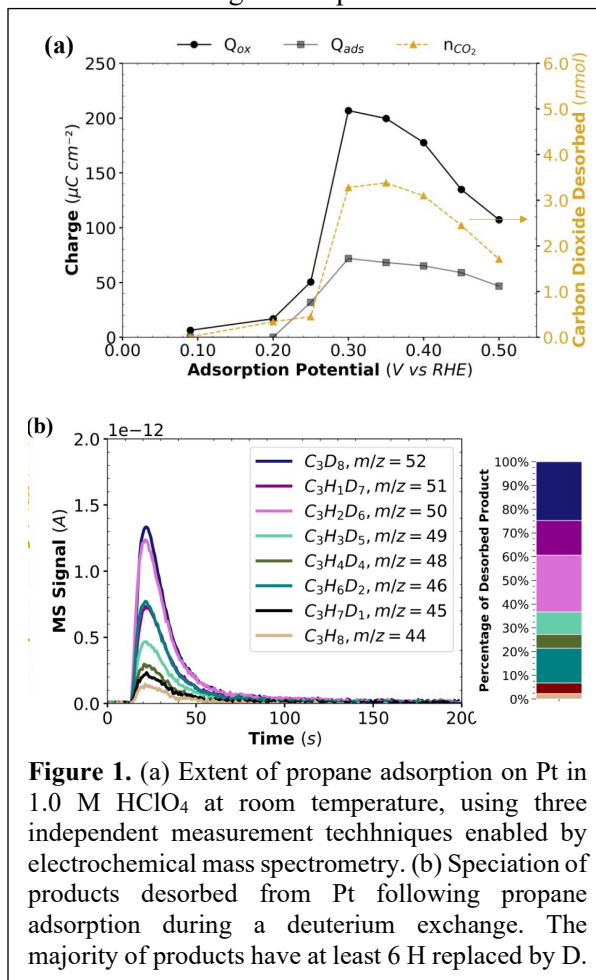 (a)
Q_ox Q_ads n_CO₂
250
200
150
100
50
0
Charge (μC cm⁻²)
6.0
5.0
4.0
3.0
2.0
1.0
0.0
Carbon Dioxide Desorbed (nmol)
0.00 0.10 0.20 0.30 0.40 0.50
Adsorption Potential (V vs RHE)
(b)
1e−12
2.0
1.5
1.0
0.5
0.0
MS Signal (A)
C₃D₈, m/z = 52
C₃H₁D₇, m/z = 51
C₃H₂D₆, m/z = 50
C₃H₃D₅, m/z = 49
C₃H₄D₄, m/z = 48
C₃H₆D₂, m/z = 46
C₃H₇D₁, m/z = 45
C₃H₈, m/z = 44
0 50 100 150 200
Time (s)
Percentage of Desorbed Product
100%
90%
80%
70%
60%
50%
40%
30%
20%
10%
0%
Figure 1. (a) Extent of propane adsorption on Pt in
1.0 M HClO₄ at room temperature, using three
independent measurement techhniques enabled by
electrochemical mass spectrometry. (b) Speciation of
products desorbed from Pt following propane
adsorption during a deuterium exchange. The
majority of products have at least 6 H replaced by D.